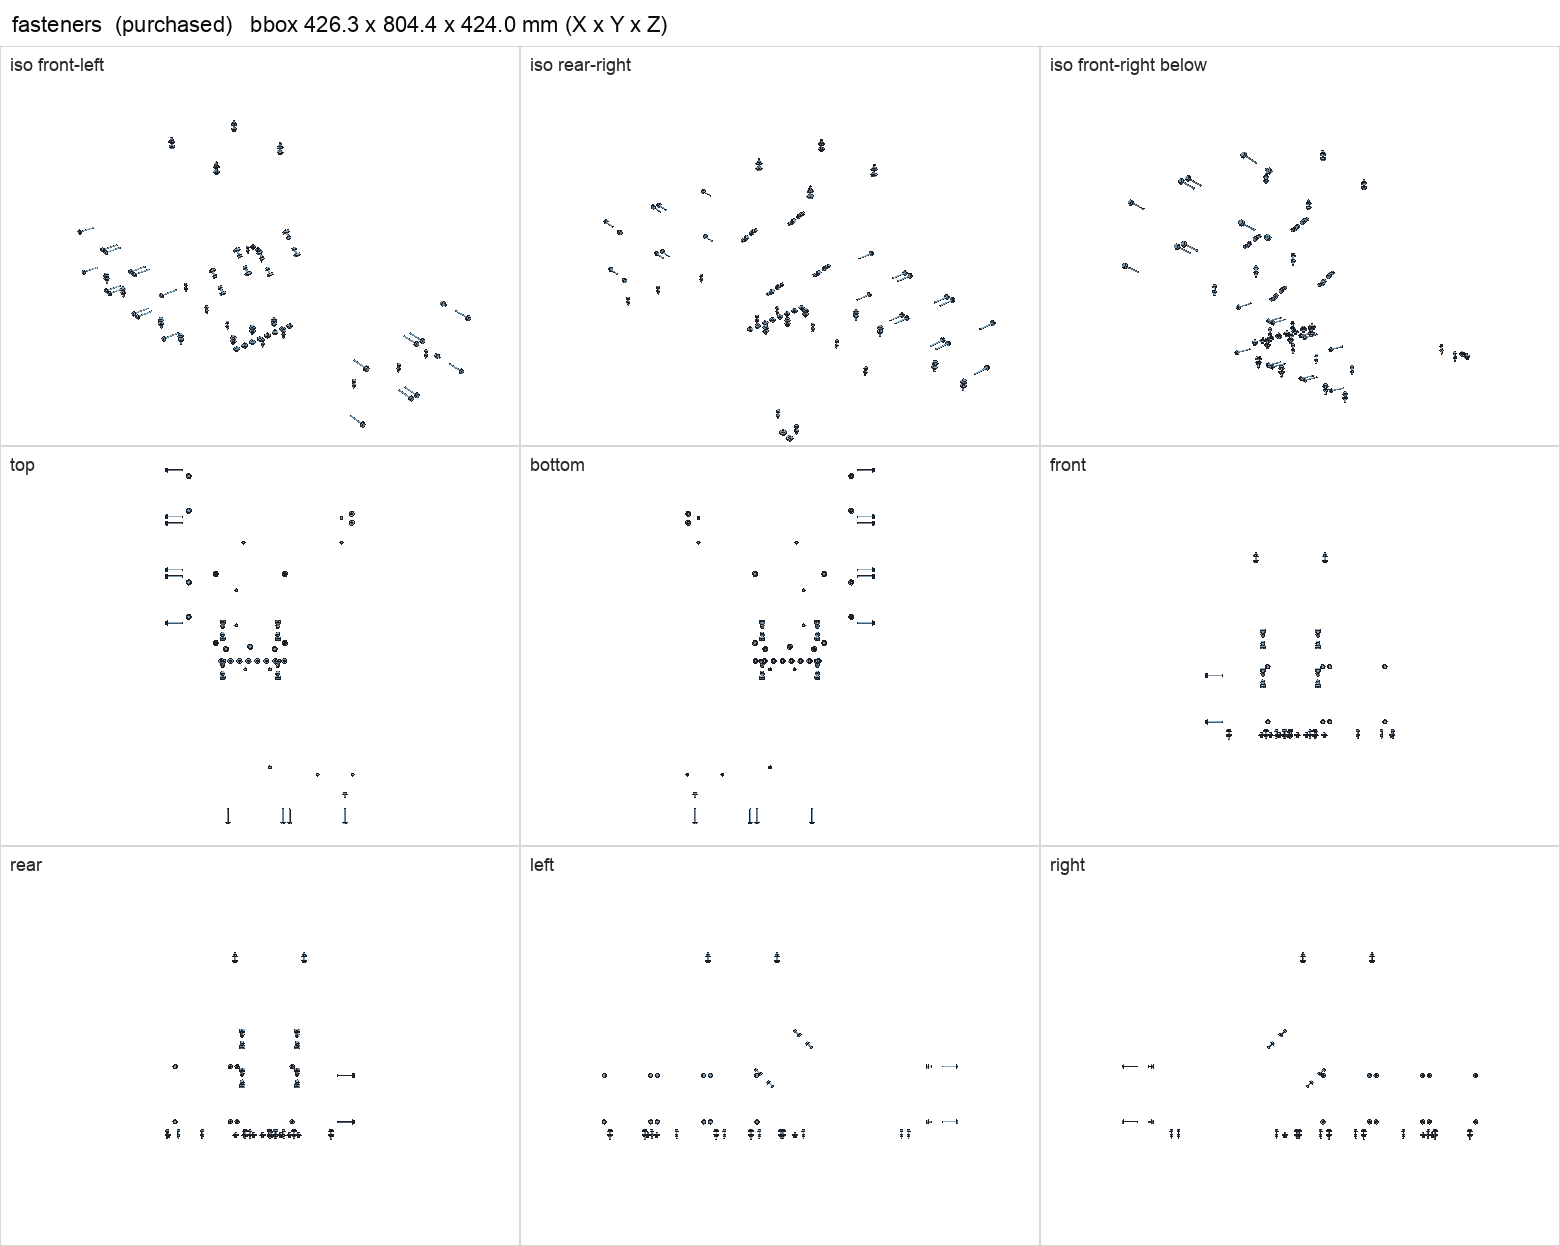 fasteners (purchased) bbox 426.3 x 804.4 x 424.0 mm (X x Y x Z)
iso front-left
iso rear-right
iso front-right below
top
bottom
front
rear
left
right